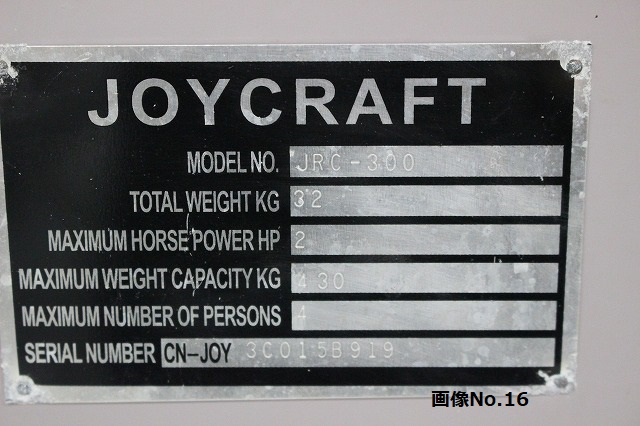 JOYCRAFT
MODEL NO. JRC-300
TOTAL WEIGHT KG 32
MAXIMUM HORSE POWER HP 2
MAXIMUM WEIGHT CAPACITY KG 430
MAXIMUM NUMBER OF PERSONS 4
SERIAL NUMBER CN-JOY 3C015B919
画像No.16